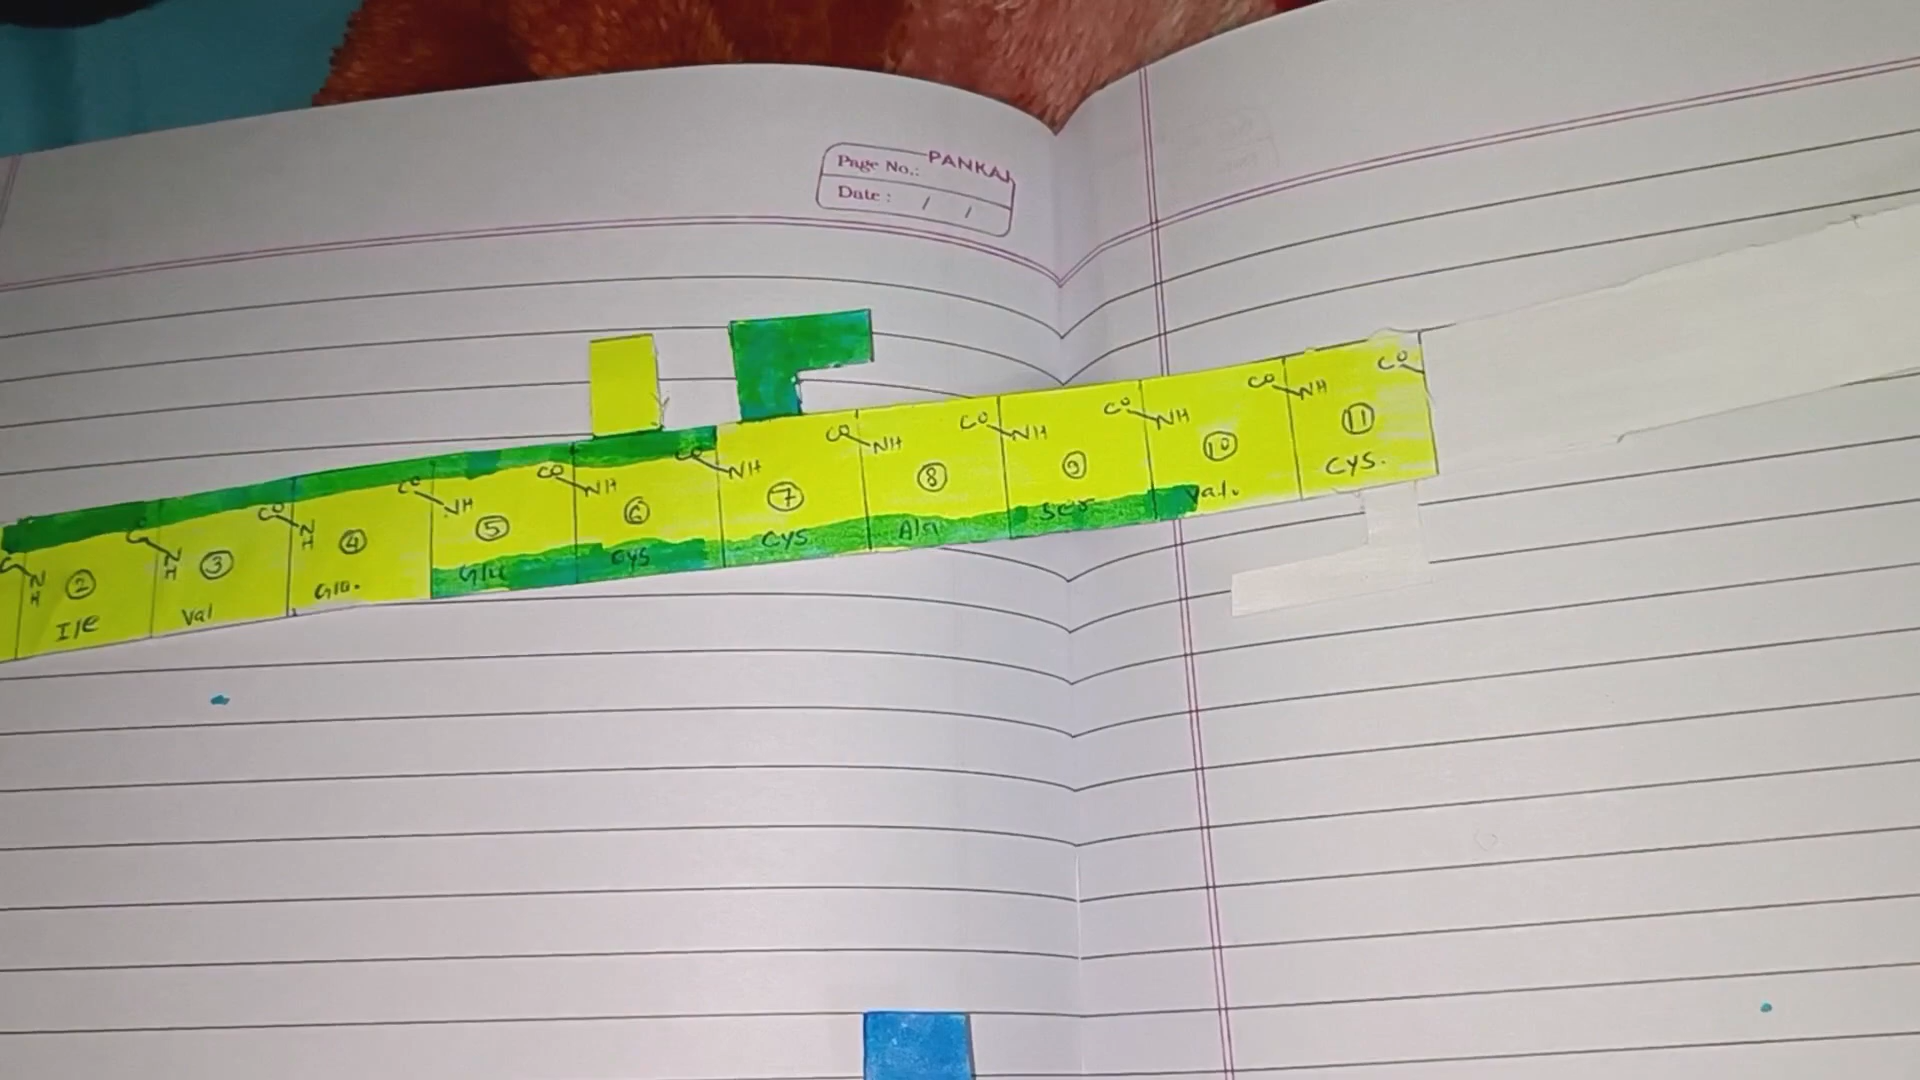 Page No.: PANKAJ
Date : / /
CO NH CO NH CO NH CO NH CO NH CO NH CO NH CO NH CO NH CO
2 3 4 5 6 7 8 9 10 11
Ile Val Glu. Glu Cys Cys Ala Ser Val. Cys.